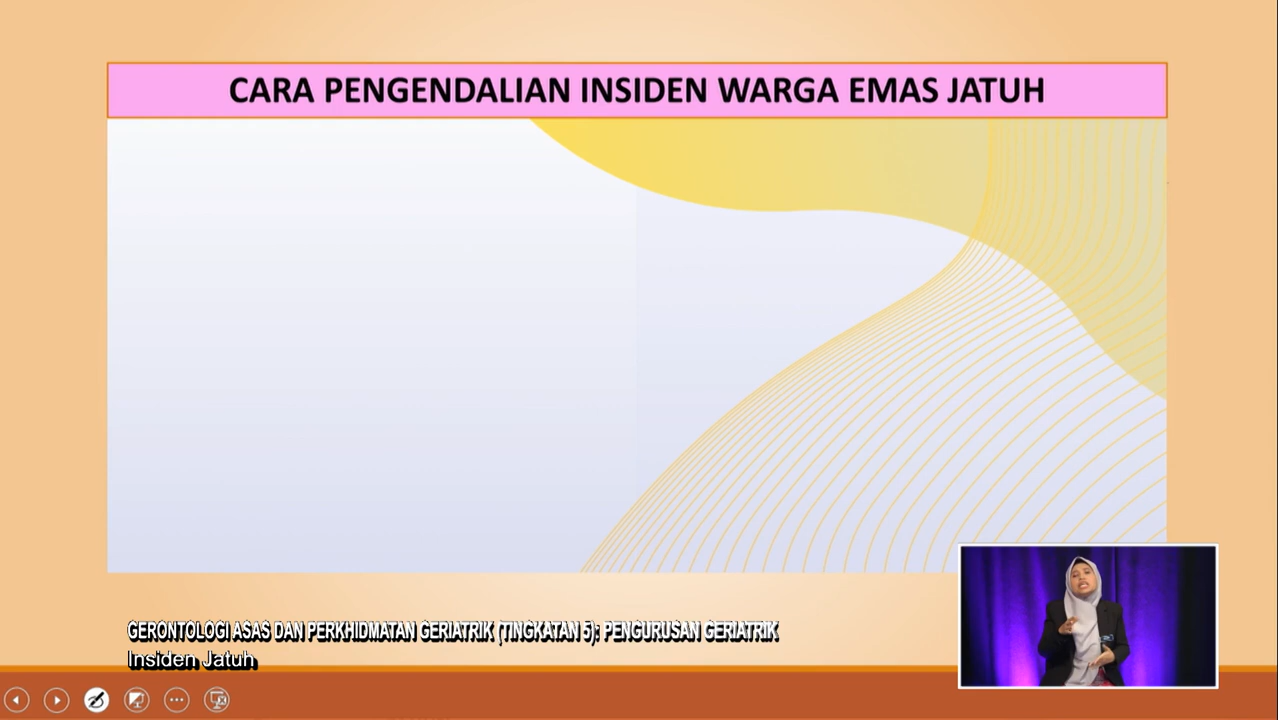 CARA PENGENDALIAN INSIDEN WARGA EMAS JATUH
GERONTOLOGI ASAS DAN PERKHIDMATAN GERIATRIK (TINGKATAN 5): PENGURUSAN GERIATRIK
Insiden Jatuh